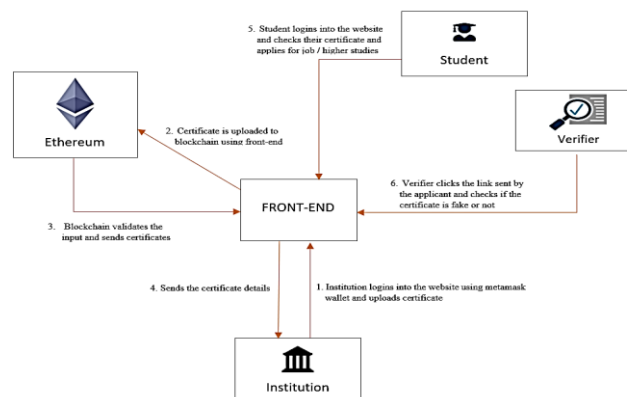 5. Student logins into the website
and checks their certificate and
applies for job / higher studies
Student
Ethereum
2. Certificate is uploaded to
blockchain using front-end
Verifier
FRONT-END
6. Verifier clicks the link sent by
the applicant and checks if the
certificate is fake or not
3. Blockchain validates the
input and sends certificates
4. Sends the certificate details
1. Institution logins into the website using metamask
wallet and uploads certificate
Institution